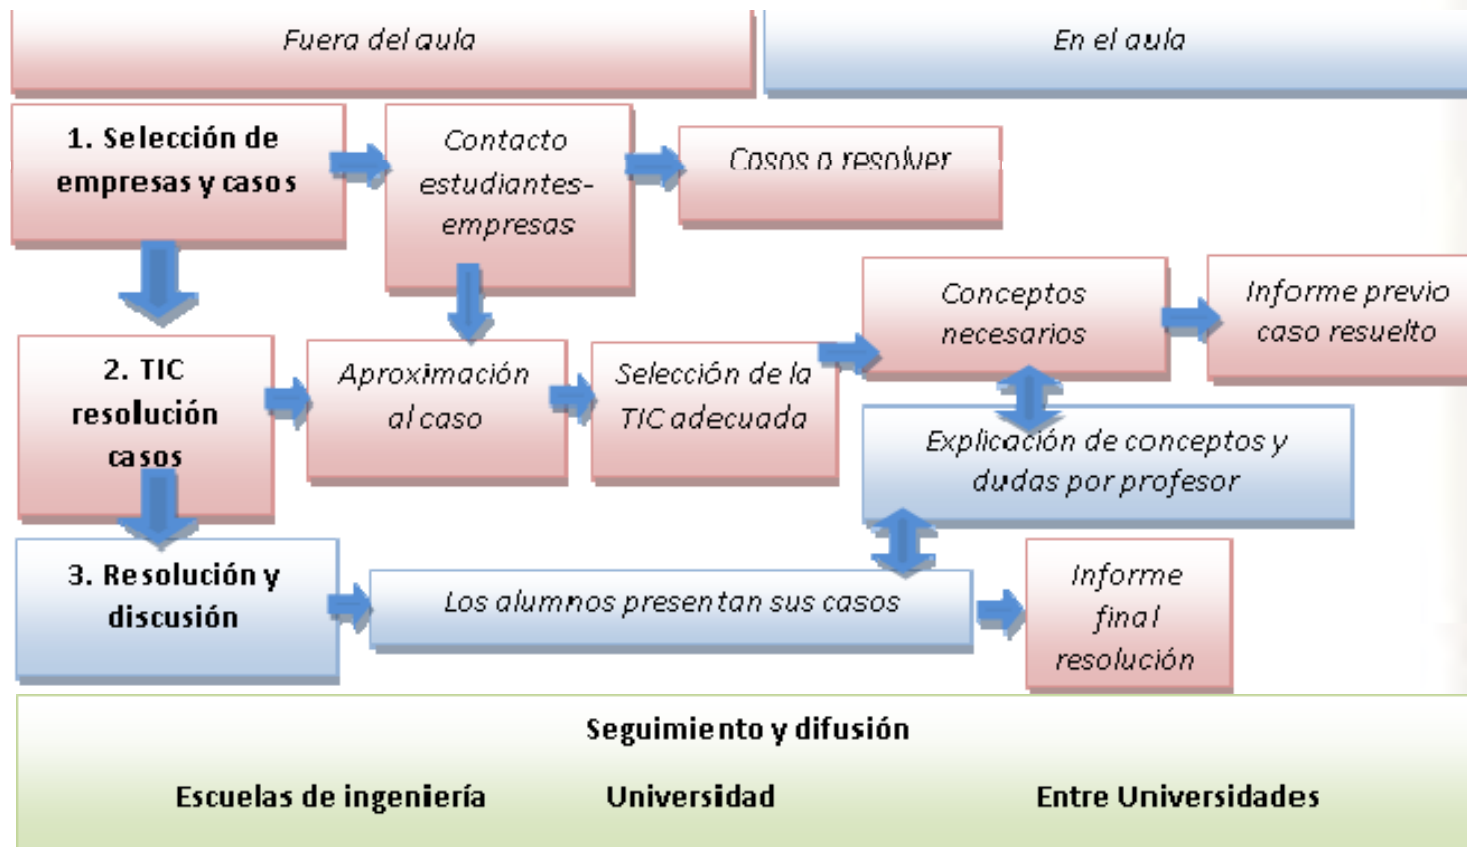 Fuera del aula
En el aula
1. Selección de
empresas y casos
Contacto
estudiantes-
empresas
Casos a resolver
2. TIC
resolución
casos
Aproximación
al caso
Selección de la
TIC adecuada
Conceptos
necesarios
Informe previo
caso resuelto
Explicación de conceptos y
dudas por profesor
3. Resolución y
discusión
Los alumnos presentan sus casos
Informe
final
resolución
Seguimiento y difusión
Escuelas de ingeniería
Universidad
Entre Universidades